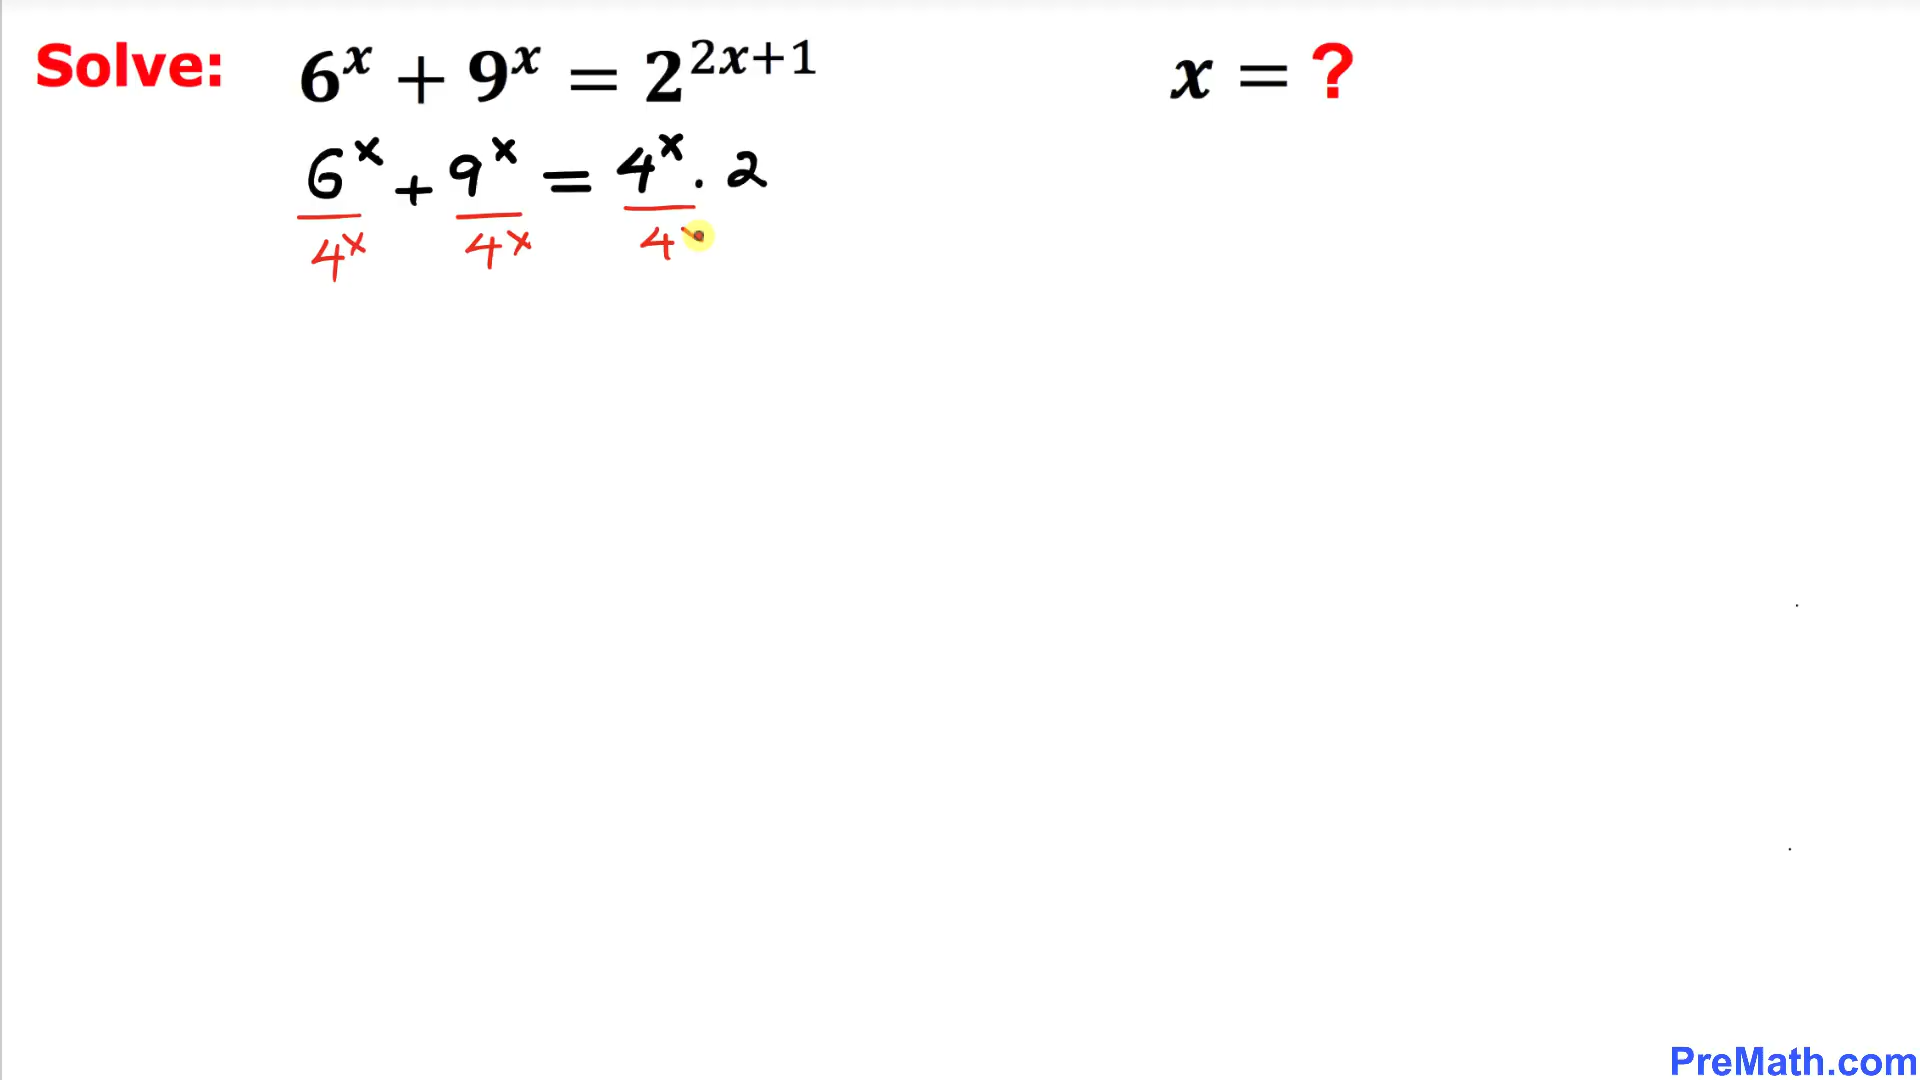 Solve: 6^x + 9^x = 2^{2x+1} x = ?
6^x + 9^x = 4^x . 2
4^x 4^x 4
PreMath.com